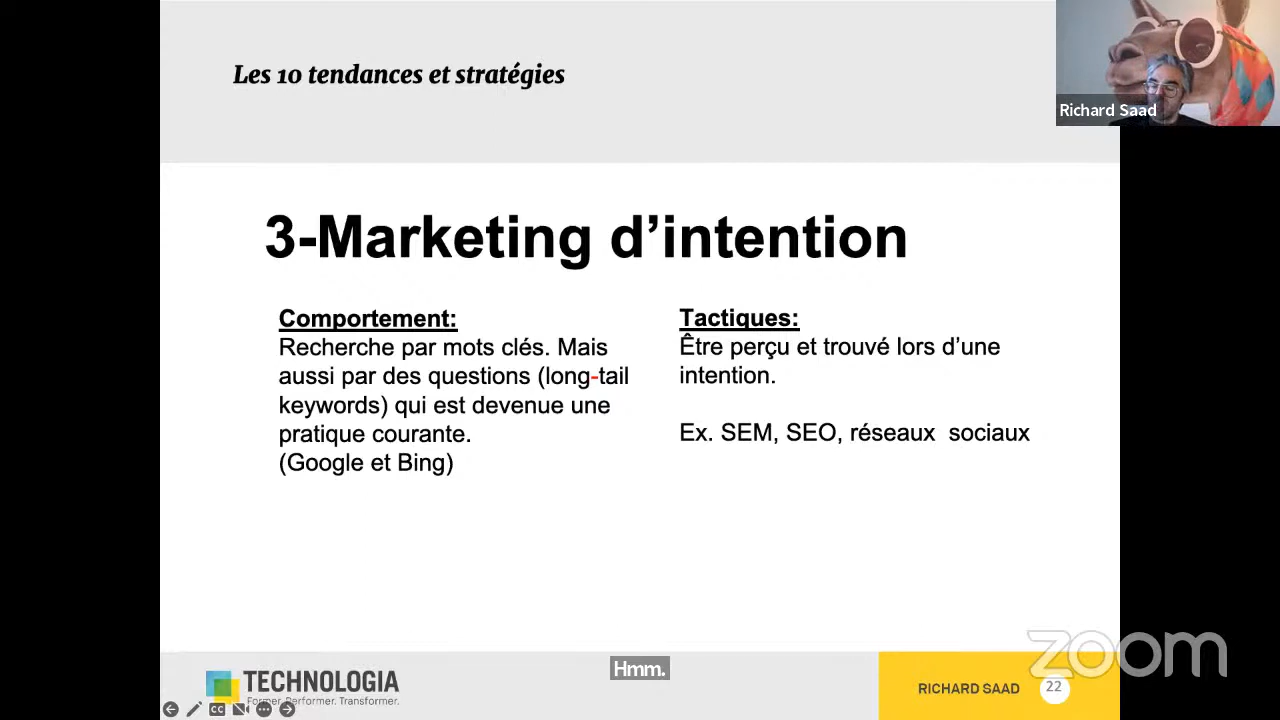 Les 10 tendances et stratégies
Richard Saad
3-Marketing d’intention
Comportement:
Recherche par mots clés. Mais
aussi par des questions (long-tail
keywords) qui est devenue une
pratique courante.
(Google et Bing)
Tactiques:
Être perçu et trouvé lors d’une
intention.
Ex. SEM, SEO, réseaux  sociaux
zoom
TECHNOLOGIA
Former. Performer. Transformer.
Hmm.
RICHARD SAAD
22
CC